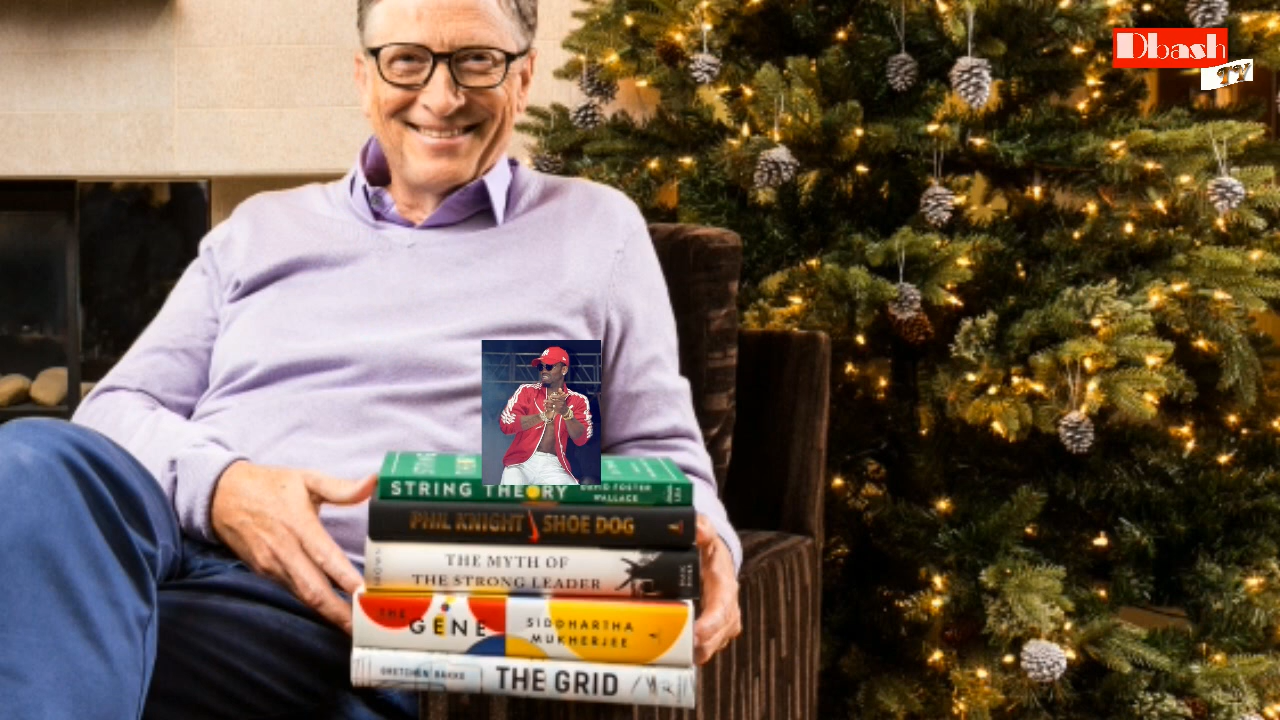 Dbash
TV
STRING THEORY
DAVID FOSTER
WALLACE
PHIL KNIGHT SHOE DOG
THE MYTH OF
THE STRONG LEADER
BROWN
THE
GENE
SIDDHARTHA
MUKHERJEE
GRETCHEN BAKKE
THE GRID